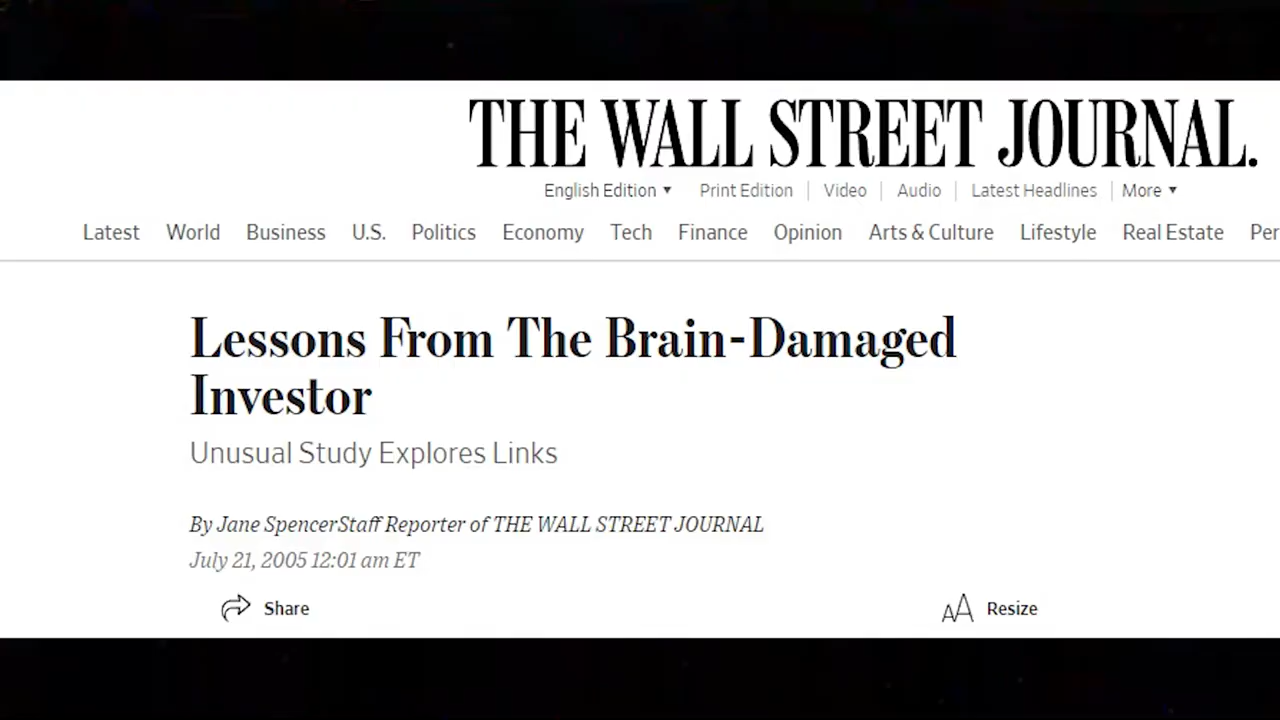 THE WALL STREET JOURNAL.
English Edition ▼ | Print Edition | Video | Audio | Latest Headlines | More ▼
Latest World Business U.S. Politics Economy Tech Finance Opinion Arts & Culture Lifestyle Real Estate Per
Lessons From The Brain-Damaged
Investor
Unusual Study Explores Links
By Jane SpencerStaff Reporter of THE WALL STREET JOURNAL
July 21, 2005 12:01 am ET
Share AA Resize